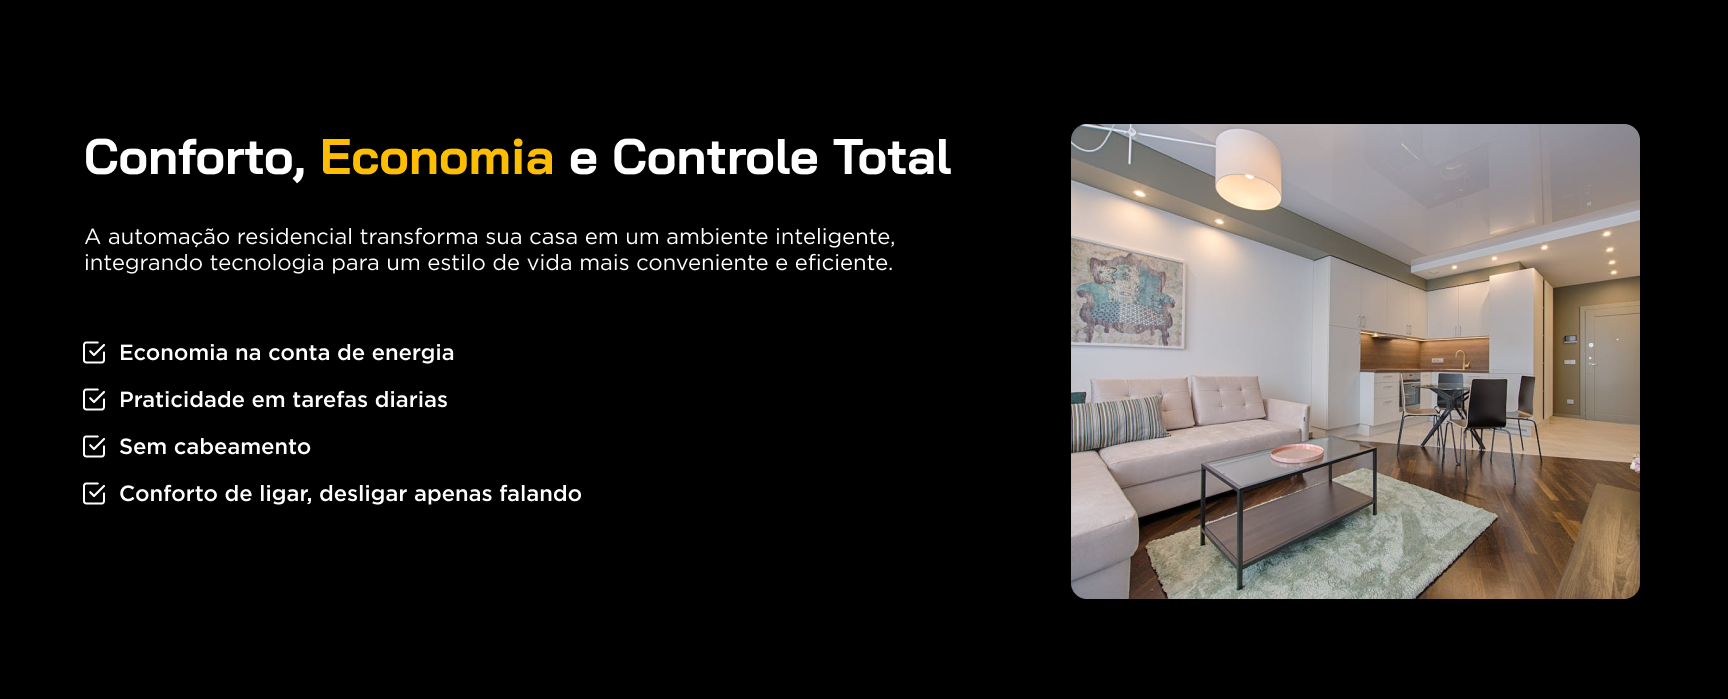 Conforto, Economia e Controle Total
A automação residencial transforma sua casa em um ambiente inteligente,
integrando tecnologia para um estilo de vida mais conveniente e eficiente.
Economia na conta de energia
Praticidade em tarefas diarias
Sem cabeamento
Conforto de ligar, desligar apenas falando